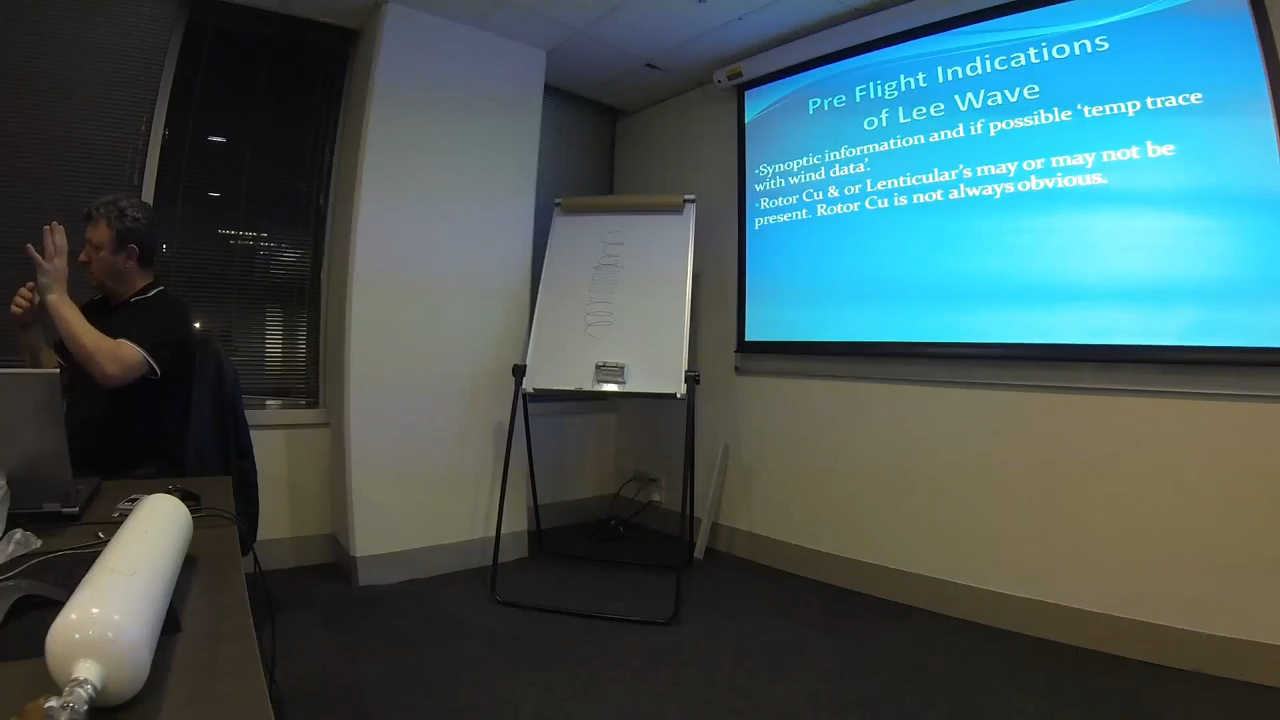 Pre Flight Indications
of Lee Wave
•Synoptic information and if possible ‘temp trace
with wind data’.
•Rotor Cu & or Lenticular’s may or may not be
present. Rotor Cu is not always obvious.